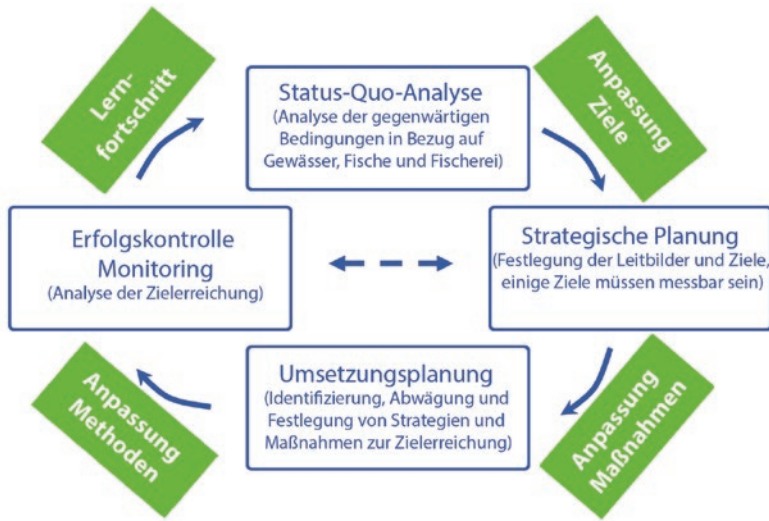 Lern-
fortschritt
Status-Quo-Analyse
(Analyse der gegenwärtigen
Bedingungen in Bezug auf
Gewässer, Fische und Fischerei)
Anpassung
Ziele
Erfolgskontrolle
Monitoring
(Analyse der Zielerreichung)
Strategische Planung
(Festlegung der Leitbilder und Ziele,
einige Ziele müssen messbar sein)
Anpassung
Methoden
Umsetzungsplanung
(Identifizierung, Abwägung und
Festlegung von Strategien und
Maßnahmen zur Zielerreichung)
Anpassung
Maßnahmen